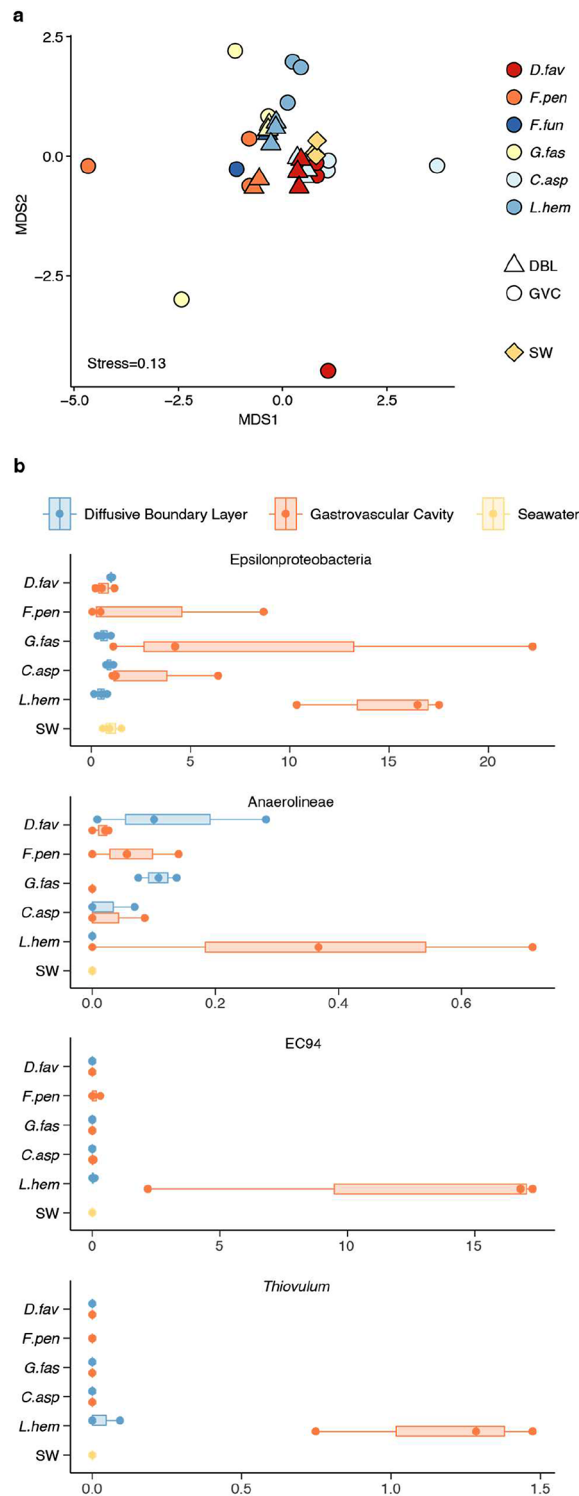 a
2.5
0.0
−2.5
MDS2
Stress=0.13
−5.0 −2.5 0.0 2.5
MDS1
D.fav
F.pen
F.fun
G.fas
C.asp
L.hem
DBL
GVC
SW
b
Diffusive Boundary Layer Gastrovascular Cavity Seawater
Epsilonproteobacteria
D.fav
F.pen
G.fas
C.asp
L.hem
SW
0 5 10 15 20
Anaerolineae
D.fav
F.pen
G.fas
C.asp
L.hem
SW
0.0 0.2 0.4 0.6
EC94
D.fav
F.pen
G.fas
C.asp
L.hem
SW
0 5 10 15
Thiovulum
D.fav
F.pen
G.fas
C.asp
L.hem
SW
0.0 0.5 1.0 1.5